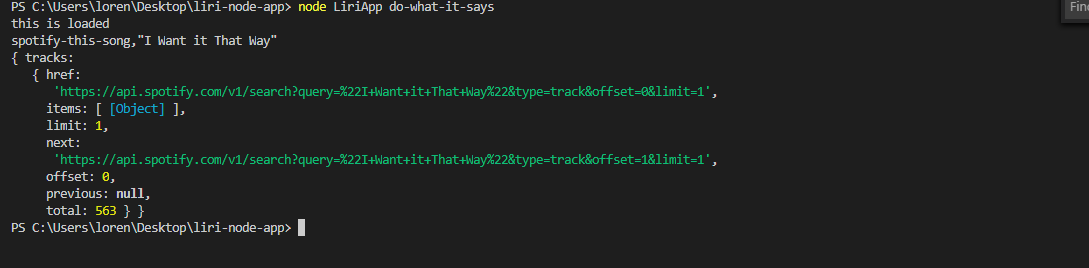 PS C:\Users\loren\Desktop\liri-node-app> node LiriApp do-what-it-says
this is loaded
spotify-this-song,"I Want it That Way"
{ tracks:
   { href:
      'https://api.spotify.com/v1/search?query=%22I+Want+it+That+Way%22&type=track&offset=0&limit=1',
     items: [ [Object] ],
     limit: 1,
     next:
      'https://api.spotify.com/v1/search?query=%22I+Want+it+That+Way%22&type=track&offset=1&limit=1',
     offset: 0,
     previous: null,
     total: 563 } }
PS C:\Users\loren\Desktop\liri-node-app>